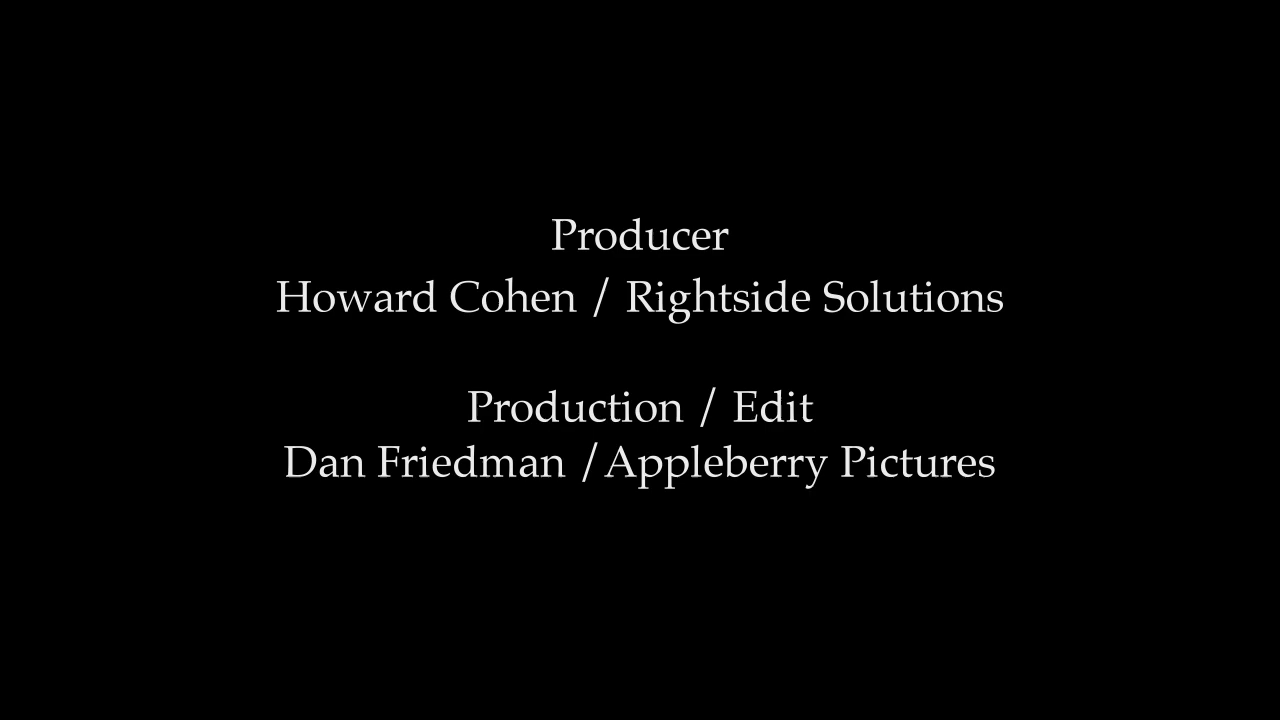 Producer
Howard Cohen / Rightside Solutions
Production / Edit
Dan Friedman /Appleberry Pictures